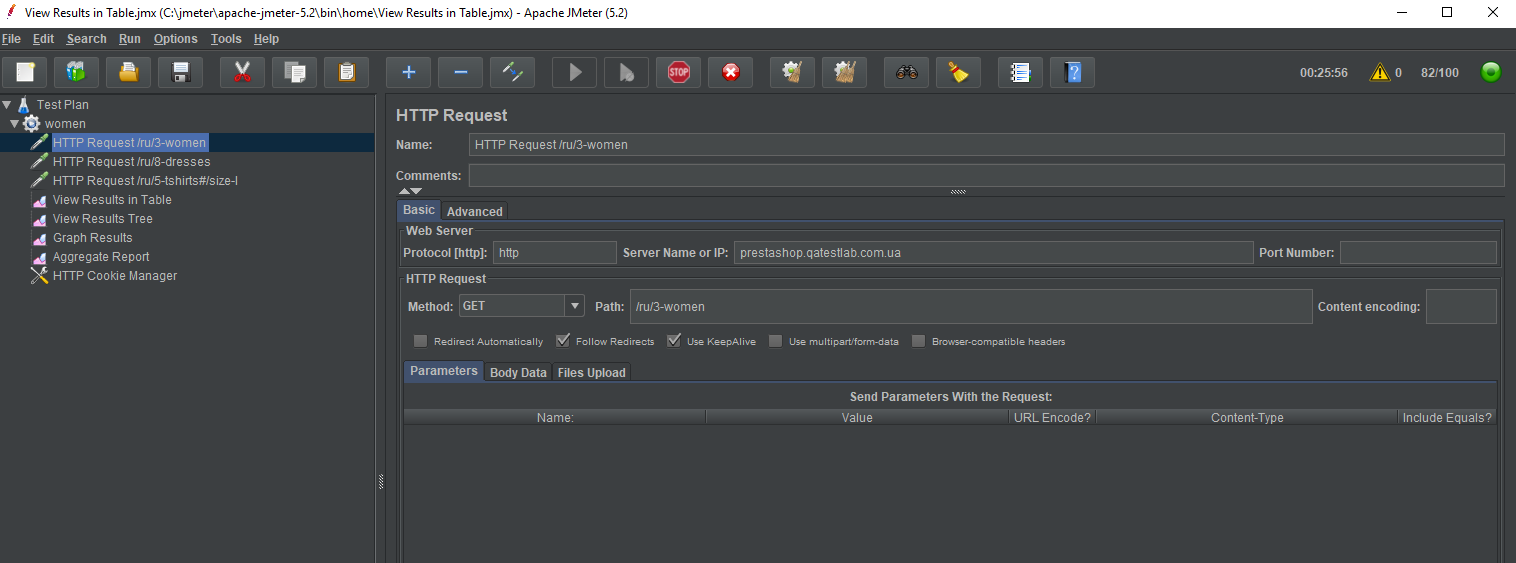 View Results in Table.jmx (C:\jmeter\apache-jmeter-5.2\bin\home\View Results in Table.jmx) - Apache JMeter (5.2)
File Edit Search Run Options Tools Help
STOP 00:25:56 0 82/100
Test Plan
women
HTTP Request /ru/3-women
HTTP Request /ru/8-dresses
HTTP Request /ru/5-tshirts#/size-l
View Results in Table
View Results Tree
Graph Results
Aggregate Report
HTTP Cookie Manager
HTTP Request
Name: HTTP Request /ru/3-women
Comments:
Basic Advanced
Web Server
Protocol [http]: http Server Name or IP: prestashop.qatestlab.com.ua Port Number:
HTTP Request
Method: GET Path: /ru/3-women Content encoding:
Redirect Automatically Follow Redirects Use KeepAlive Use multipart/form-data Browser-compatible headers
Parameters Body Data Files Upload
Send Parameters With the Request:
Name: Value URL Encode? Content-Type Include Equals?